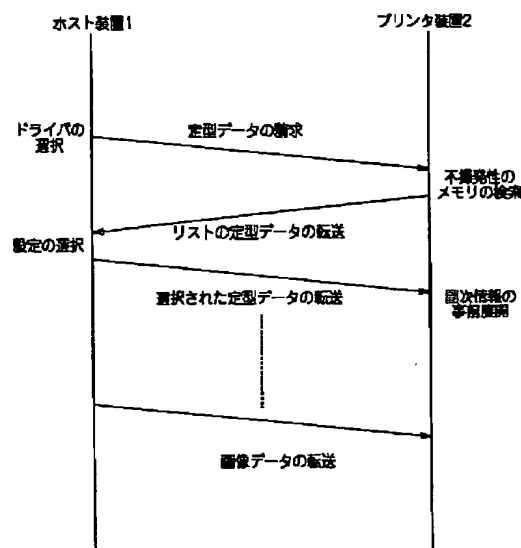 ホスト装置1
プリンタ装置2
ドライバの
選択
定型データの請求
不揮発性の
メモリの検索
リストの定型データの転送
設定の選択
選択された定型データの転送
副次情報の
事前展開
画像データの転送